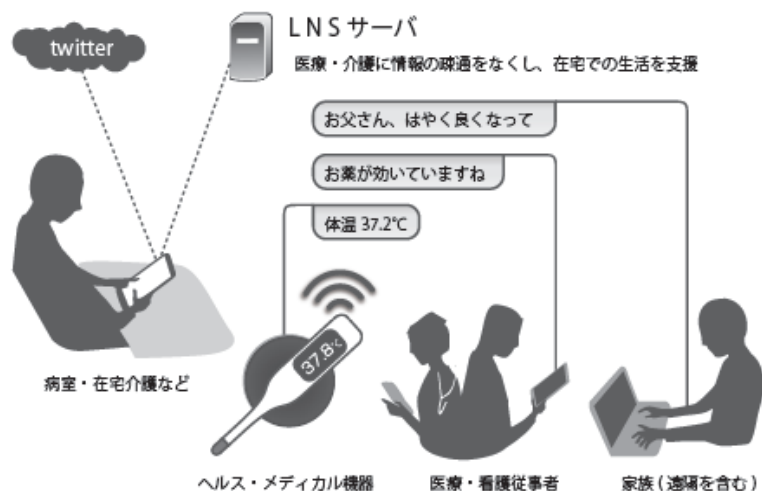 twitter
LNSサーバ
医療・介護に情報の疎通をなくし、在宅での生活を支援
お父さん、はやく良くなって
お薬が効いていますね
体温 37.2℃
37.8℃
病室・在宅介護など
ヘルス・メディカル機器
医療・看護従事者
家族 ( 遠隔を含む )